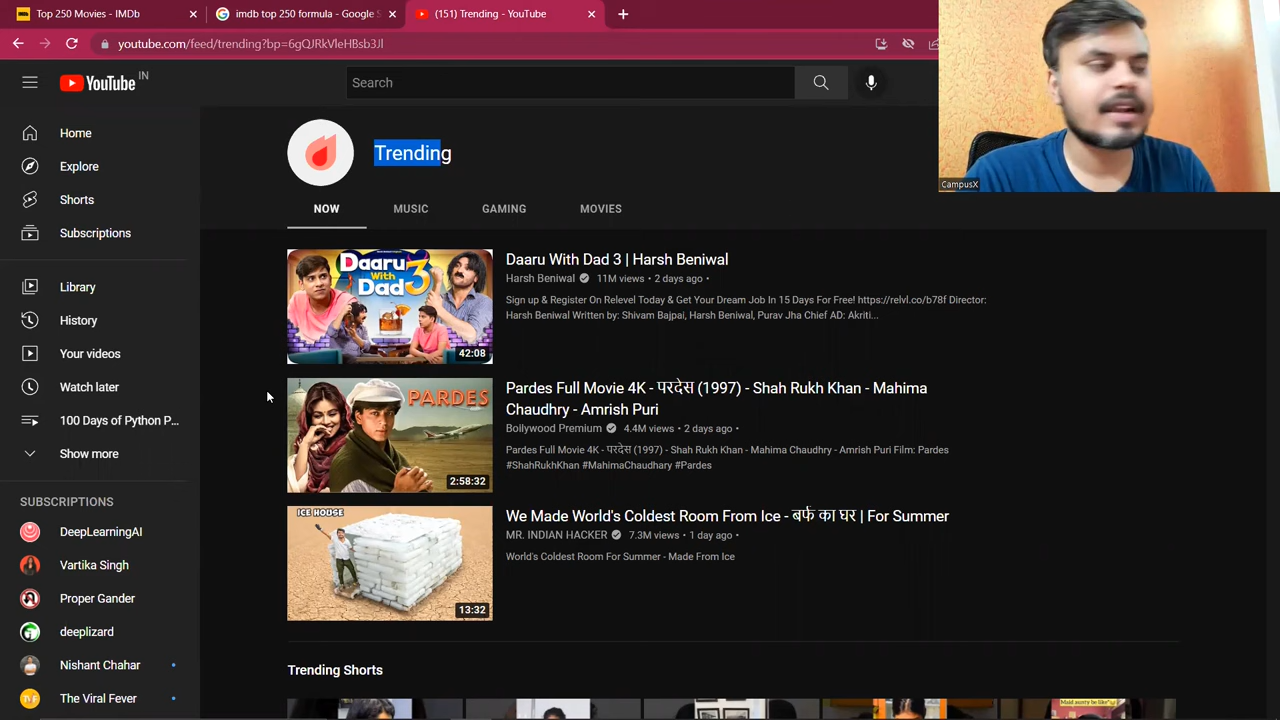 Top 250 Movies - IMDb
imdb top 250 formula - Google S
(151) Trending - YouTube
youtube.com/feed/trending?bp=6gQJRkVleHBsb3Jl
YouTube IN
Search
CampusX
Home
Explore
Shorts
Subscriptions
Library
History
Your videos
Watch later
100 Days of Python P...
Show more
SUBSCRIPTIONS
DeepLearningAI
Vartika Singh
Proper Gander
deeplizard
Nishant Chahar
The Viral Fever
Trending
NOW
MUSIC
GAMING
MOVIES
Daaru With Dad 3
42:08
Daaru With Dad 3 | Harsh Beniwal
Harsh Beniwal 11M views • 2 days ago •
Sign up & Register On Relevel Today & Get Your Dream Job In 15 Days For Free! https://relvl.co/b78f Director:
Harsh Beniwal Written by: Shivam Bajpai, Harsh Beniwal, Purav Jha Chief AD: Akriti...
PARDES
2:58:32
Pardes Full Movie 4K - परदेस (1997) - Shah Rukh Khan - Mahima
Chaudhry - Amrish Puri
Bollywood Premium 4.4M views • 2 days ago •
Pardes Full Movie 4K - परदेस (1997) - Shah Rukh Khan - Mahima Chaudhry - Amrish Puri Film: Pardes
#ShahRukhKhan #MahimaChaudhary #Pardes
ICE HOUSE
13:32
We Made World's Coldest Room From Ice - बर्फ का घर | For Summer
MR. INDIAN HACKER 7.3M views • 1 day ago •
World's Coldest Room For Summer - Made From Ice
Trending Shorts
Maid aunty be like